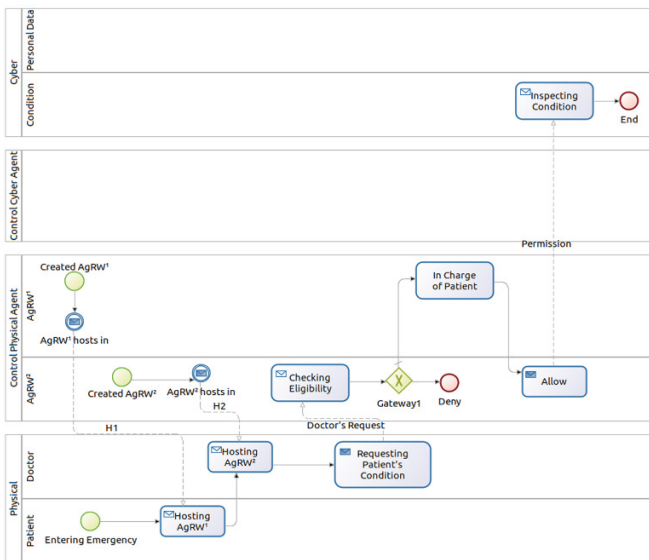 Cyber
Personal Data
Condition
Inspecting
Condition
End
Control Cyber Agent
Permission
Control Physical Agent
AgRW¹
Created AgRW¹
AgRW¹ hosts in
In Charge
of Patient
AgRW²
Created AgRW²
AgRW² hosts in
Checking
Eligibility
Gateway1
Deny
Allow
H2
Doctor's Request
H1
Physical
Doctor
Hosting
AgRW²
Requesting
Patient's
Condition
Patient
Entering Emergency
Hosting
AgRW¹